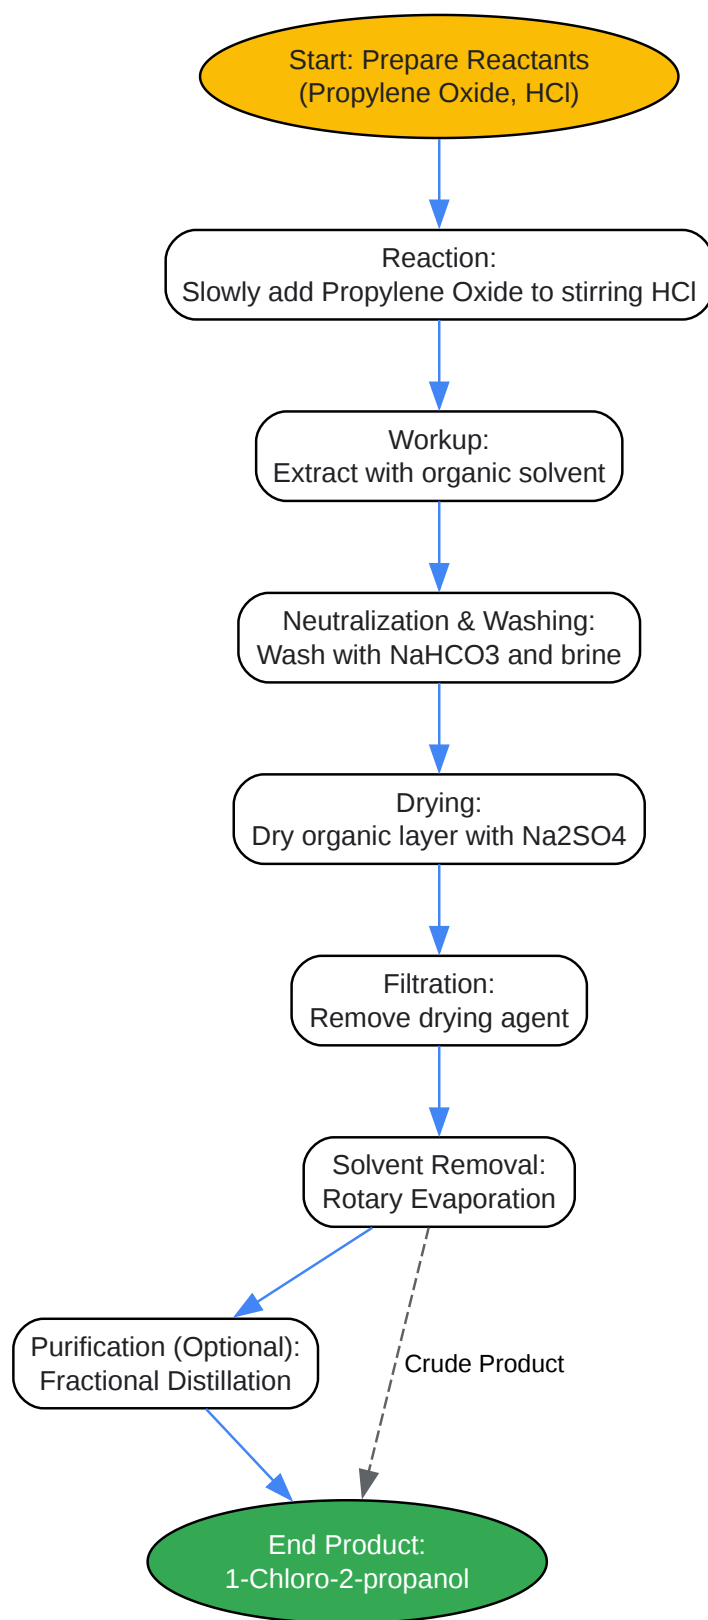 Start: Prepare Reactants
(Propylene Oxide, HCl)
Reaction:
Slowly add Propylene Oxide to stirring HCl
Workup:
Extract with organic solvent
Neutralization & Washing:
Wash with NaHCO3 and brine
Drying:
Dry organic layer with Na2SO4
Filtration:
Remove drying agent
Solvent Removal:
Rotary Evaporation
Purification (Optional):
Fractional Distillation
Crude Product
End Product:
1-Chloro-2-propanol